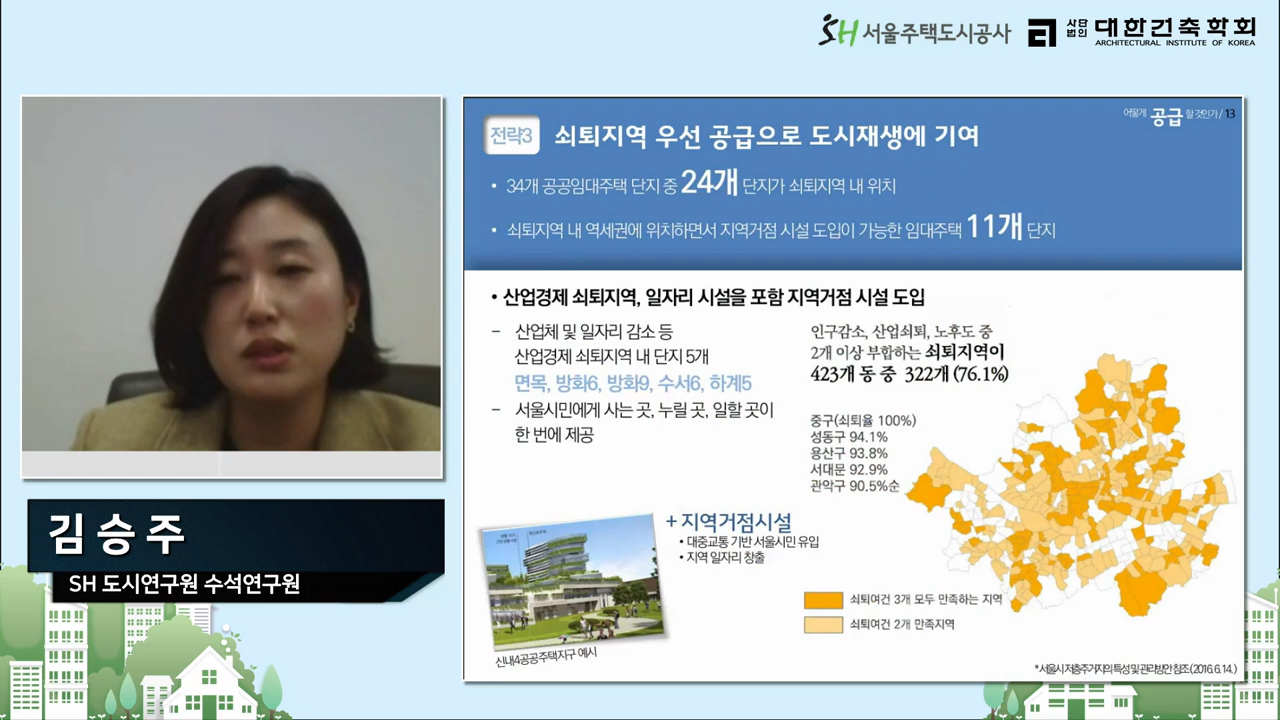 SH 서울주택도시공사
사단법인 대한건축학회
ARCHITECTURAL INSTITUTE OF KOREA
어떻게 공급 할 것인가 / 13
전략3 쇠퇴지역 우선 공급으로 도시재생에 기여
• 34개 공공임대주택 단지 중 24개 단지가 쇠퇴지역 내 위치
• 쇠퇴지역 내 역세권에 위치하면서 지역거점 시설 도입이 가능한 임대주택 11개 단지
• 산업경제 쇠퇴지역, 일자리 시설을 포함 지역거점 시설 도입
– 산업체 및 일자리 감소 등
산업경제 쇠퇴지역 내 단지 5개
면목, 방화6, 방화9, 수서6, 하계5
– 서울시민에게 사는 곳, 누릴 곳, 일할 곳이
한 번에 제공
인구감소, 산업쇠퇴, 노후도 중
2개 이상 부합하는 쇠퇴지역이
423개 동 중 322개 (76.1%)
중구(쇠퇴율 100%)
성동구 94.1%
용산구 93.8%
서대문 92.9%
관악구 90.5%순
+ 지역거점시설
• 대중교통 기반 서울시민 유입
• 지역 일자리 창출
신내4공공주택지구 예시
쇠퇴여건 3개 모두 만족하는 지역
쇠퇴여건 2개 만족지역
* 서울시 저층주거지의 특성 및 관리방안 참조 (2016. 6. 14.)
김승주
SH 도시연구원 수석연구원